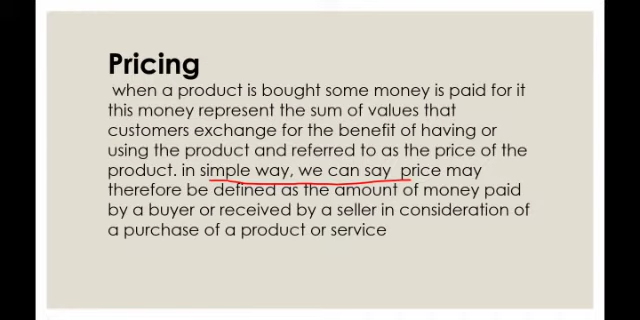 Pricing
when a product is bought some money is paid for it
this money represent the sum of values that
customers exchange for the benefit of having or
using the product and referred to as the price of the
product. in simple way, we can say price may
therefore be defined as the amount of money paid
by a buyer or received by a seller in consideration of
a purchase of a product or service